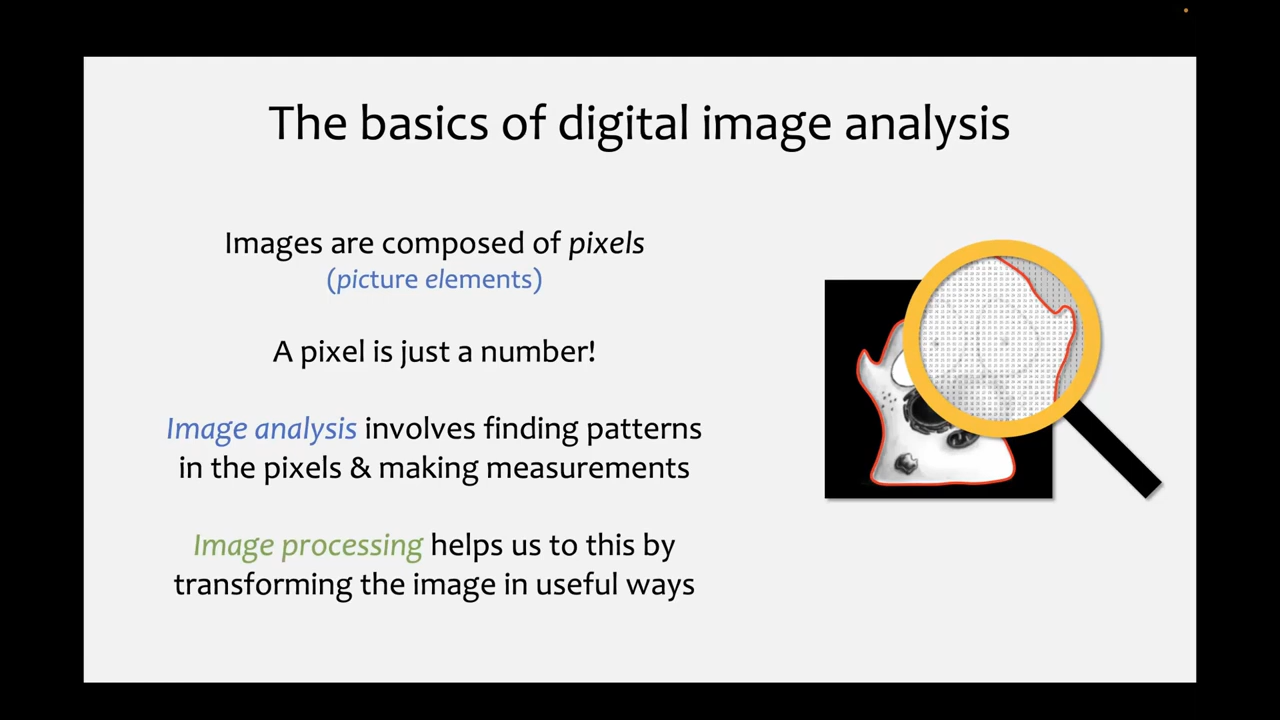 The basics of digital image analysis
Images are composed of pixels
(picture elements)
A pixel is just a number!
Image analysis involves finding patterns
in the pixels & making measurements
Image processing helps us to this by
transforming the image in useful ways